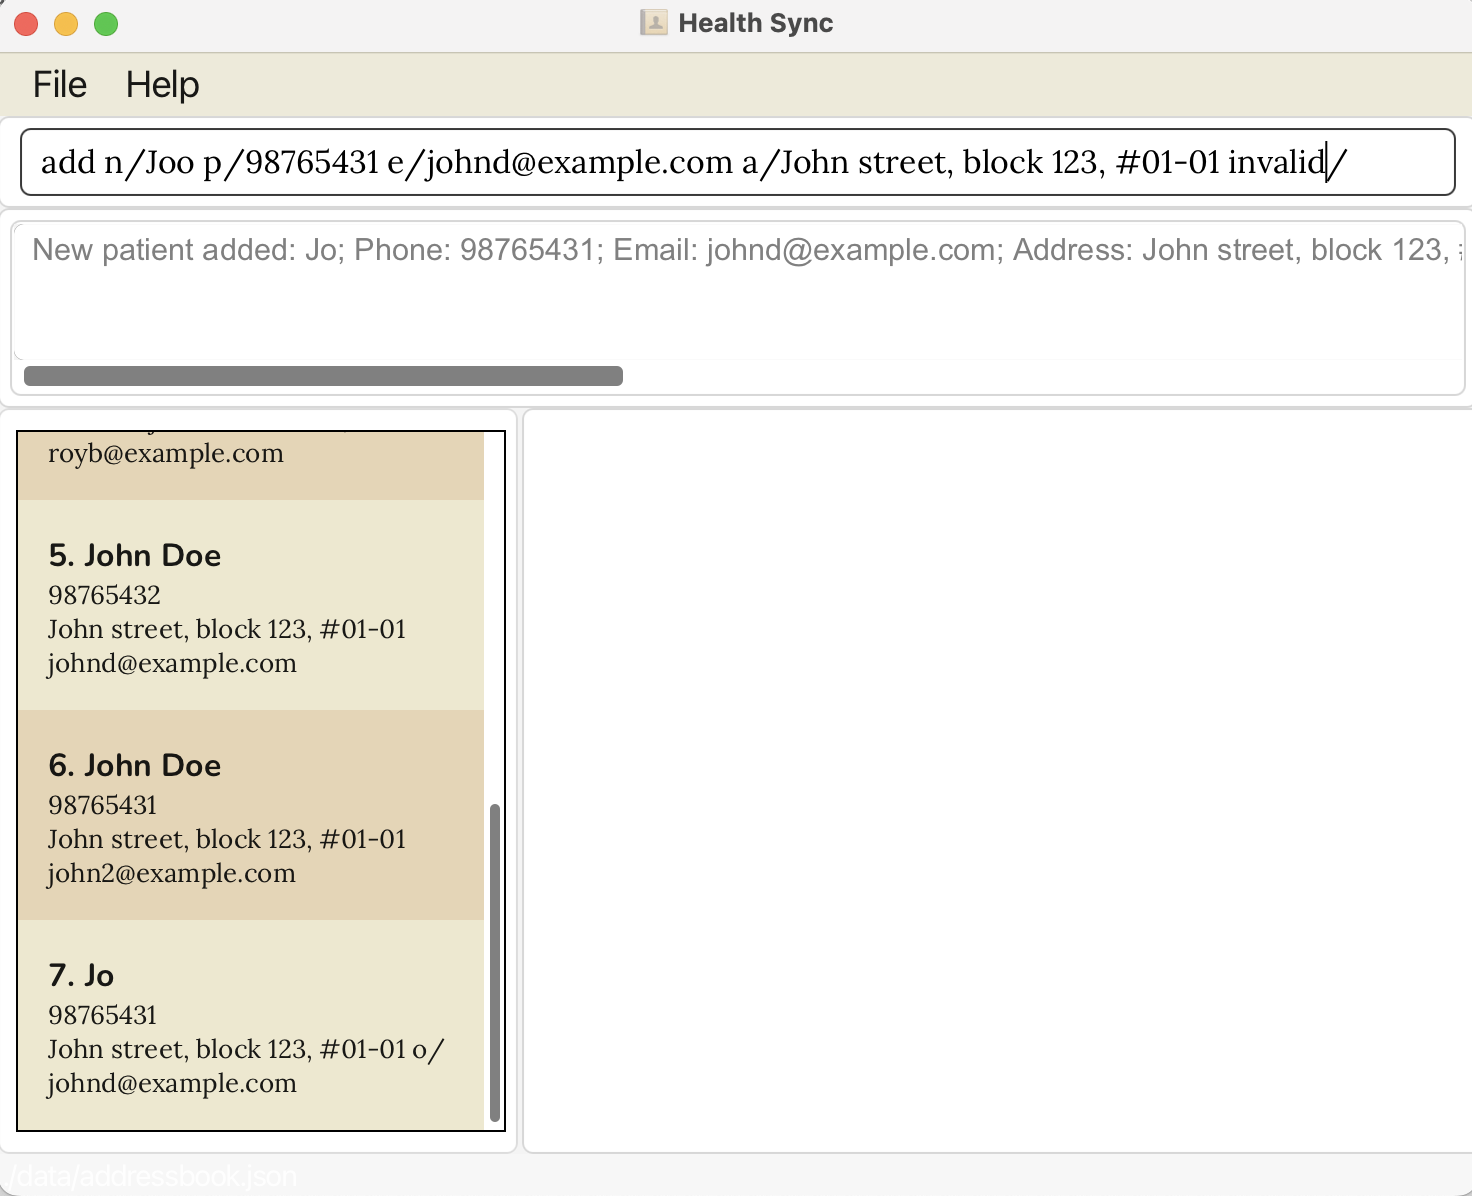 Health Sync
File Help
add n/Joo p/98765431 e/johnd@example.com a/John street, block 123, #01-01 invalid/
New patient added: Jo; Phone: 98765431; Email: johnd@example.com; Address: John street, block 123,
royb@example.com
5. John Doe
98765432
John street, block 123, #01-01
johnd@example.com
6. John Doe
98765431
John street, block 123, #01-01
john2@example.com
7. Jo
98765431
John street, block 123, #01-01 o/
johnd@example.com
/data/addressbook.json